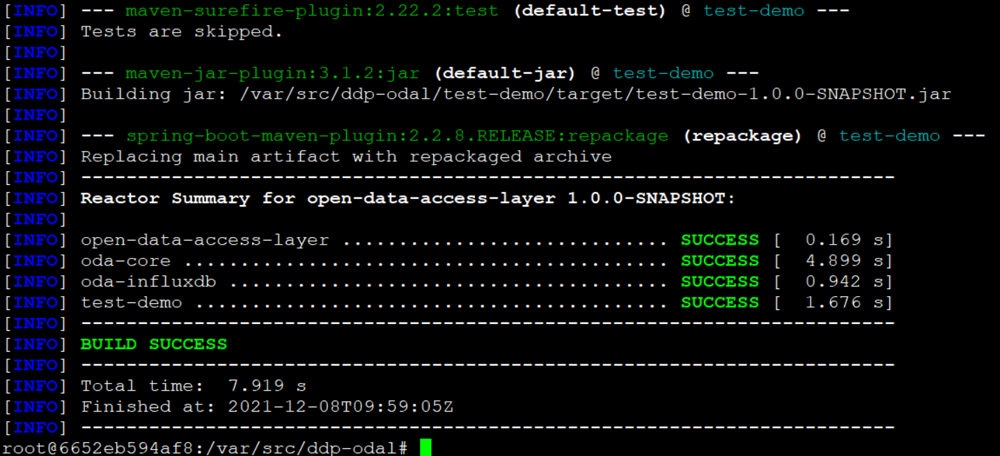 [INFO] --- maven-surefire-plugin:2.22.2:test (default-test) @ test-demo ---
[INFO] Tests are skipped.
[INFO]
[INFO] --- maven-jar-plugin:3.1.2:jar (default-jar) @ test-demo ---
[INFO] Building jar: /var/src/ddp-odal/test-demo/target/test-demo-1.0.0-SNAPSHOT.jar
[INFO]
[INFO] --- spring-boot-maven-plugin:2.2.8.RELEASE:repackage (repackage) @ test-demo ---
[INFO] Replacing main artifact with repackaged archive
[INFO] ------------------------------------------------------------------------
[INFO] Reactor Summary for open-data-access-layer 1.0.0-SNAPSHOT:
[INFO]
[INFO] open-data-access-layer ............................. SUCCESS [  0.169 s]
[INFO] oda-core ........................................... SUCCESS [  4.899 s]
[INFO] oda-influxdb ....................................... SUCCESS [  0.942 s]
[INFO] test-demo .......................................... SUCCESS [  1.676 s]
[INFO] ------------------------------------------------------------------------
[INFO] BUILD SUCCESS
[INFO] ------------------------------------------------------------------------
[INFO] Total time:  7.919 s
[INFO] Finished at: 2021-12-08T09:59:05Z
[INFO] ------------------------------------------------------------------------
root@6652eb594af8:/var/src/ddp-odal#